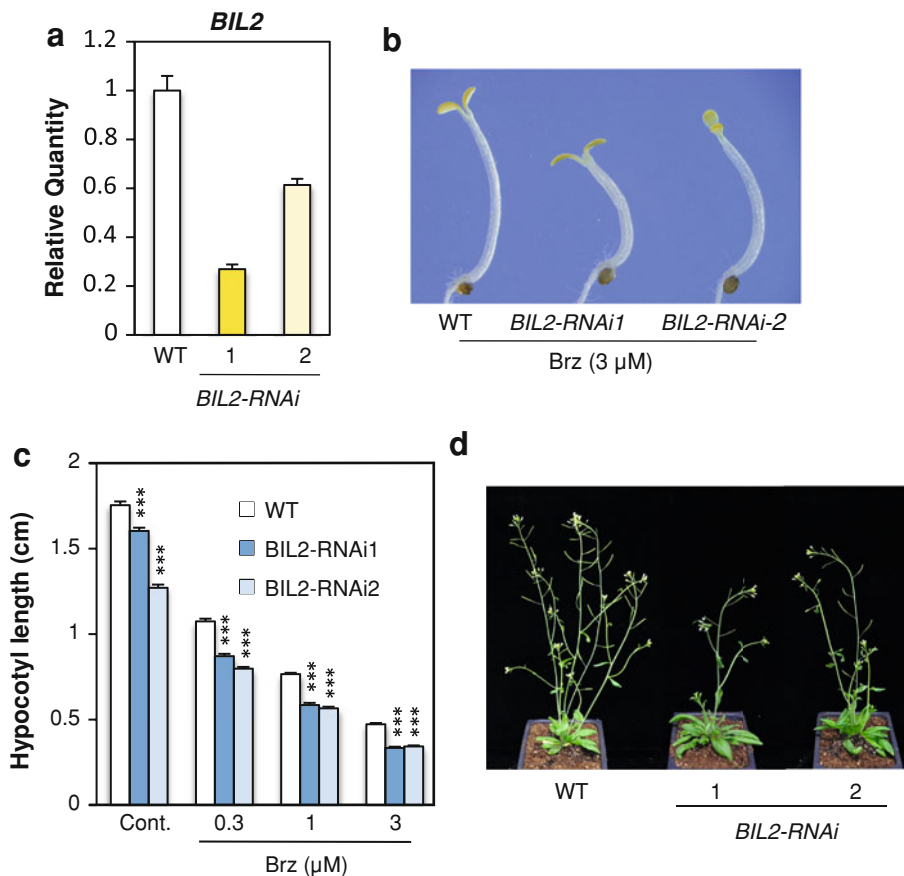 a
BIL2
Relative Quantity
1.2
1
0.8
0.6
0.4
0.2
0
WT 1 2
BIL2-RNAi
b
WT BIL2-RNAi1 BIL2-RNAi-2
Brz (3 µM)
c
Hypocotyl length (cm)
2
1.5
1
0.5
0
WT
BIL2-RNAi1
BIL2-RNAi2
*** ***
*** ***
*** ***
*** ***
Cont. 0.3 1 3
Brz (µM)
d
WT 1 2
BIL2-RNAi